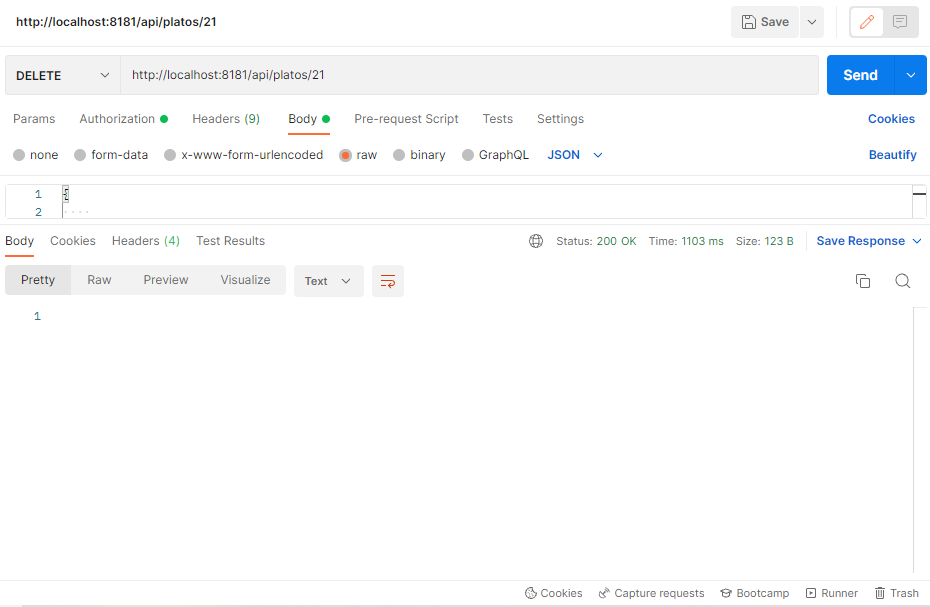 http://localhost:8181/api/platos/21 Save
DELETE http://localhost:8181/api/platos/21 Send
Params Authorization Headers (9) Body Pre-request Script Tests Settings Cookies
none form-data x-www-form-urlencoded raw binary GraphQL JSON Beautify
1 {
2 ····
Body Cookies Headers (4) Test Results Status: 200 OK Time: 1103 ms Size: 123 B Save Response
Pretty Raw Preview Visualize Text
1
Cookies Capture requests Bootcamp Runner Trash